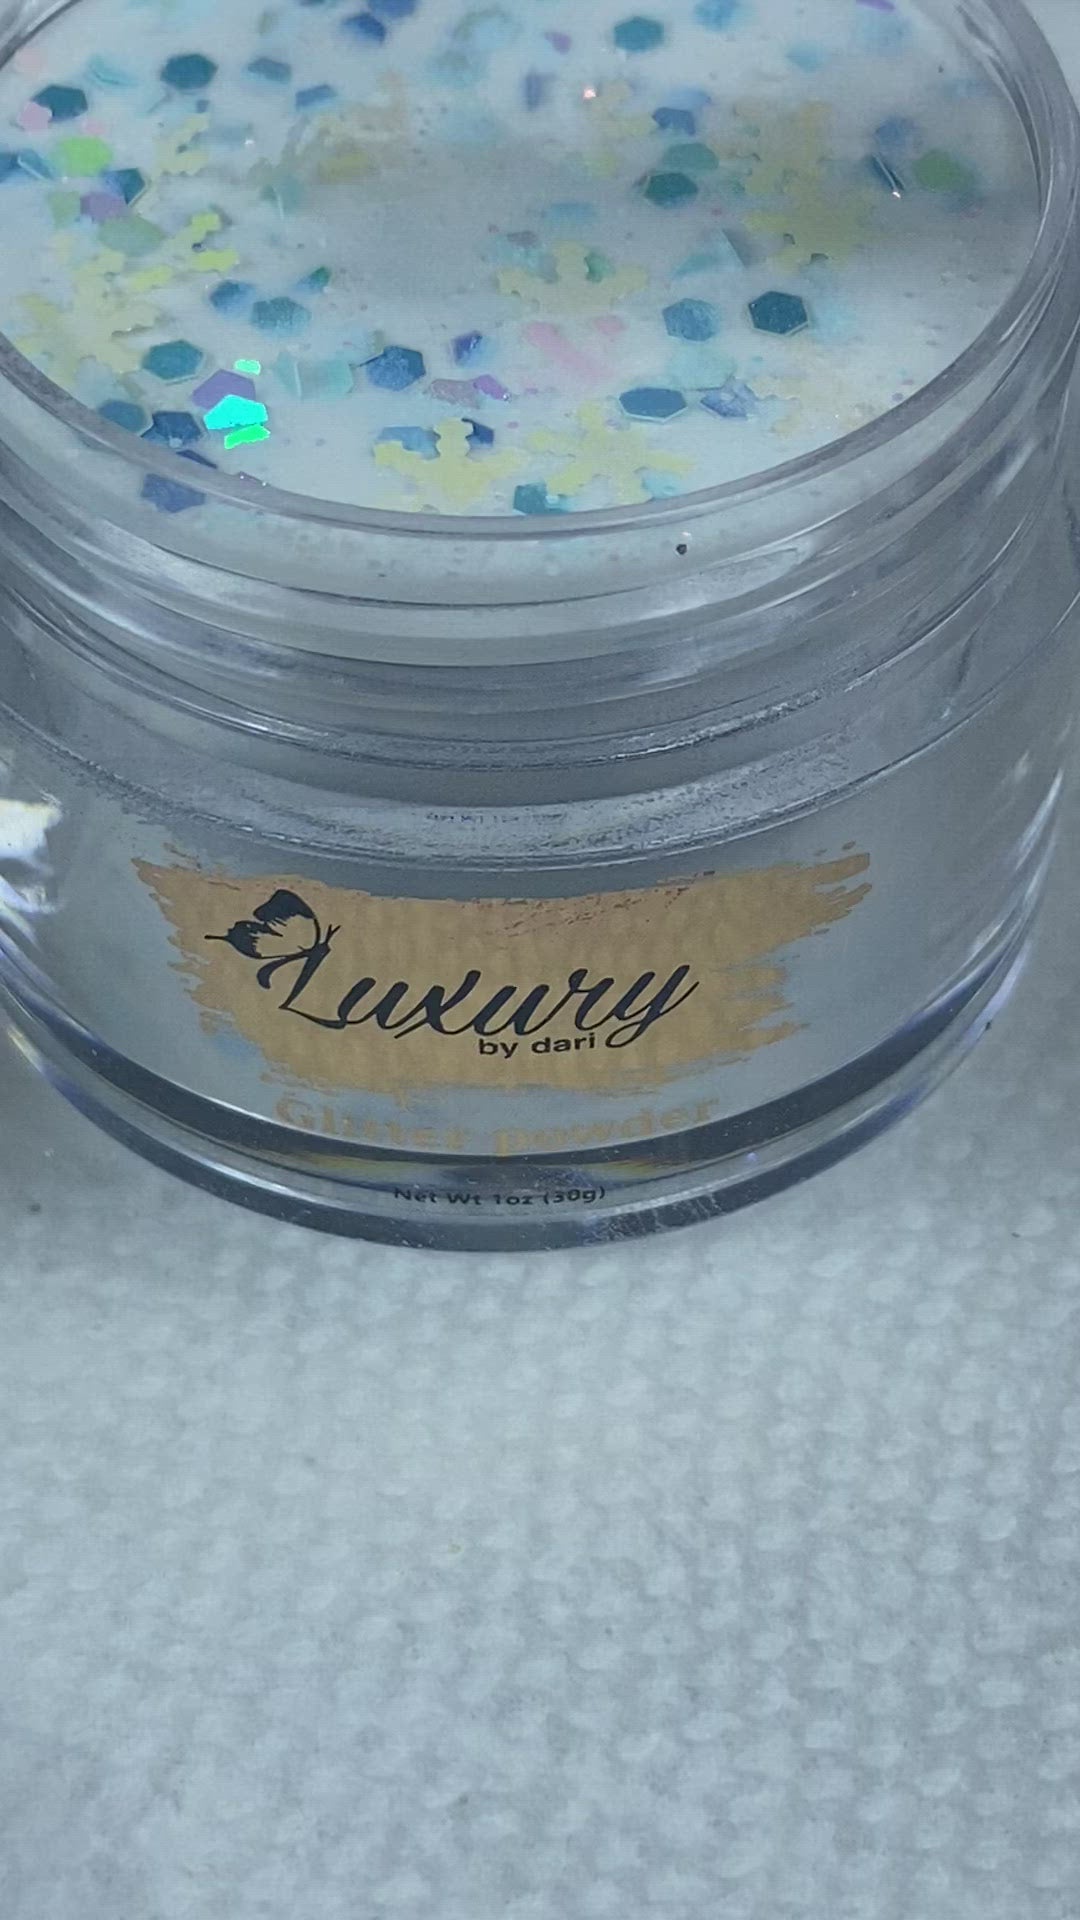 Luxury
by dari
Glitter powder
Net Wt 1oz (30g)